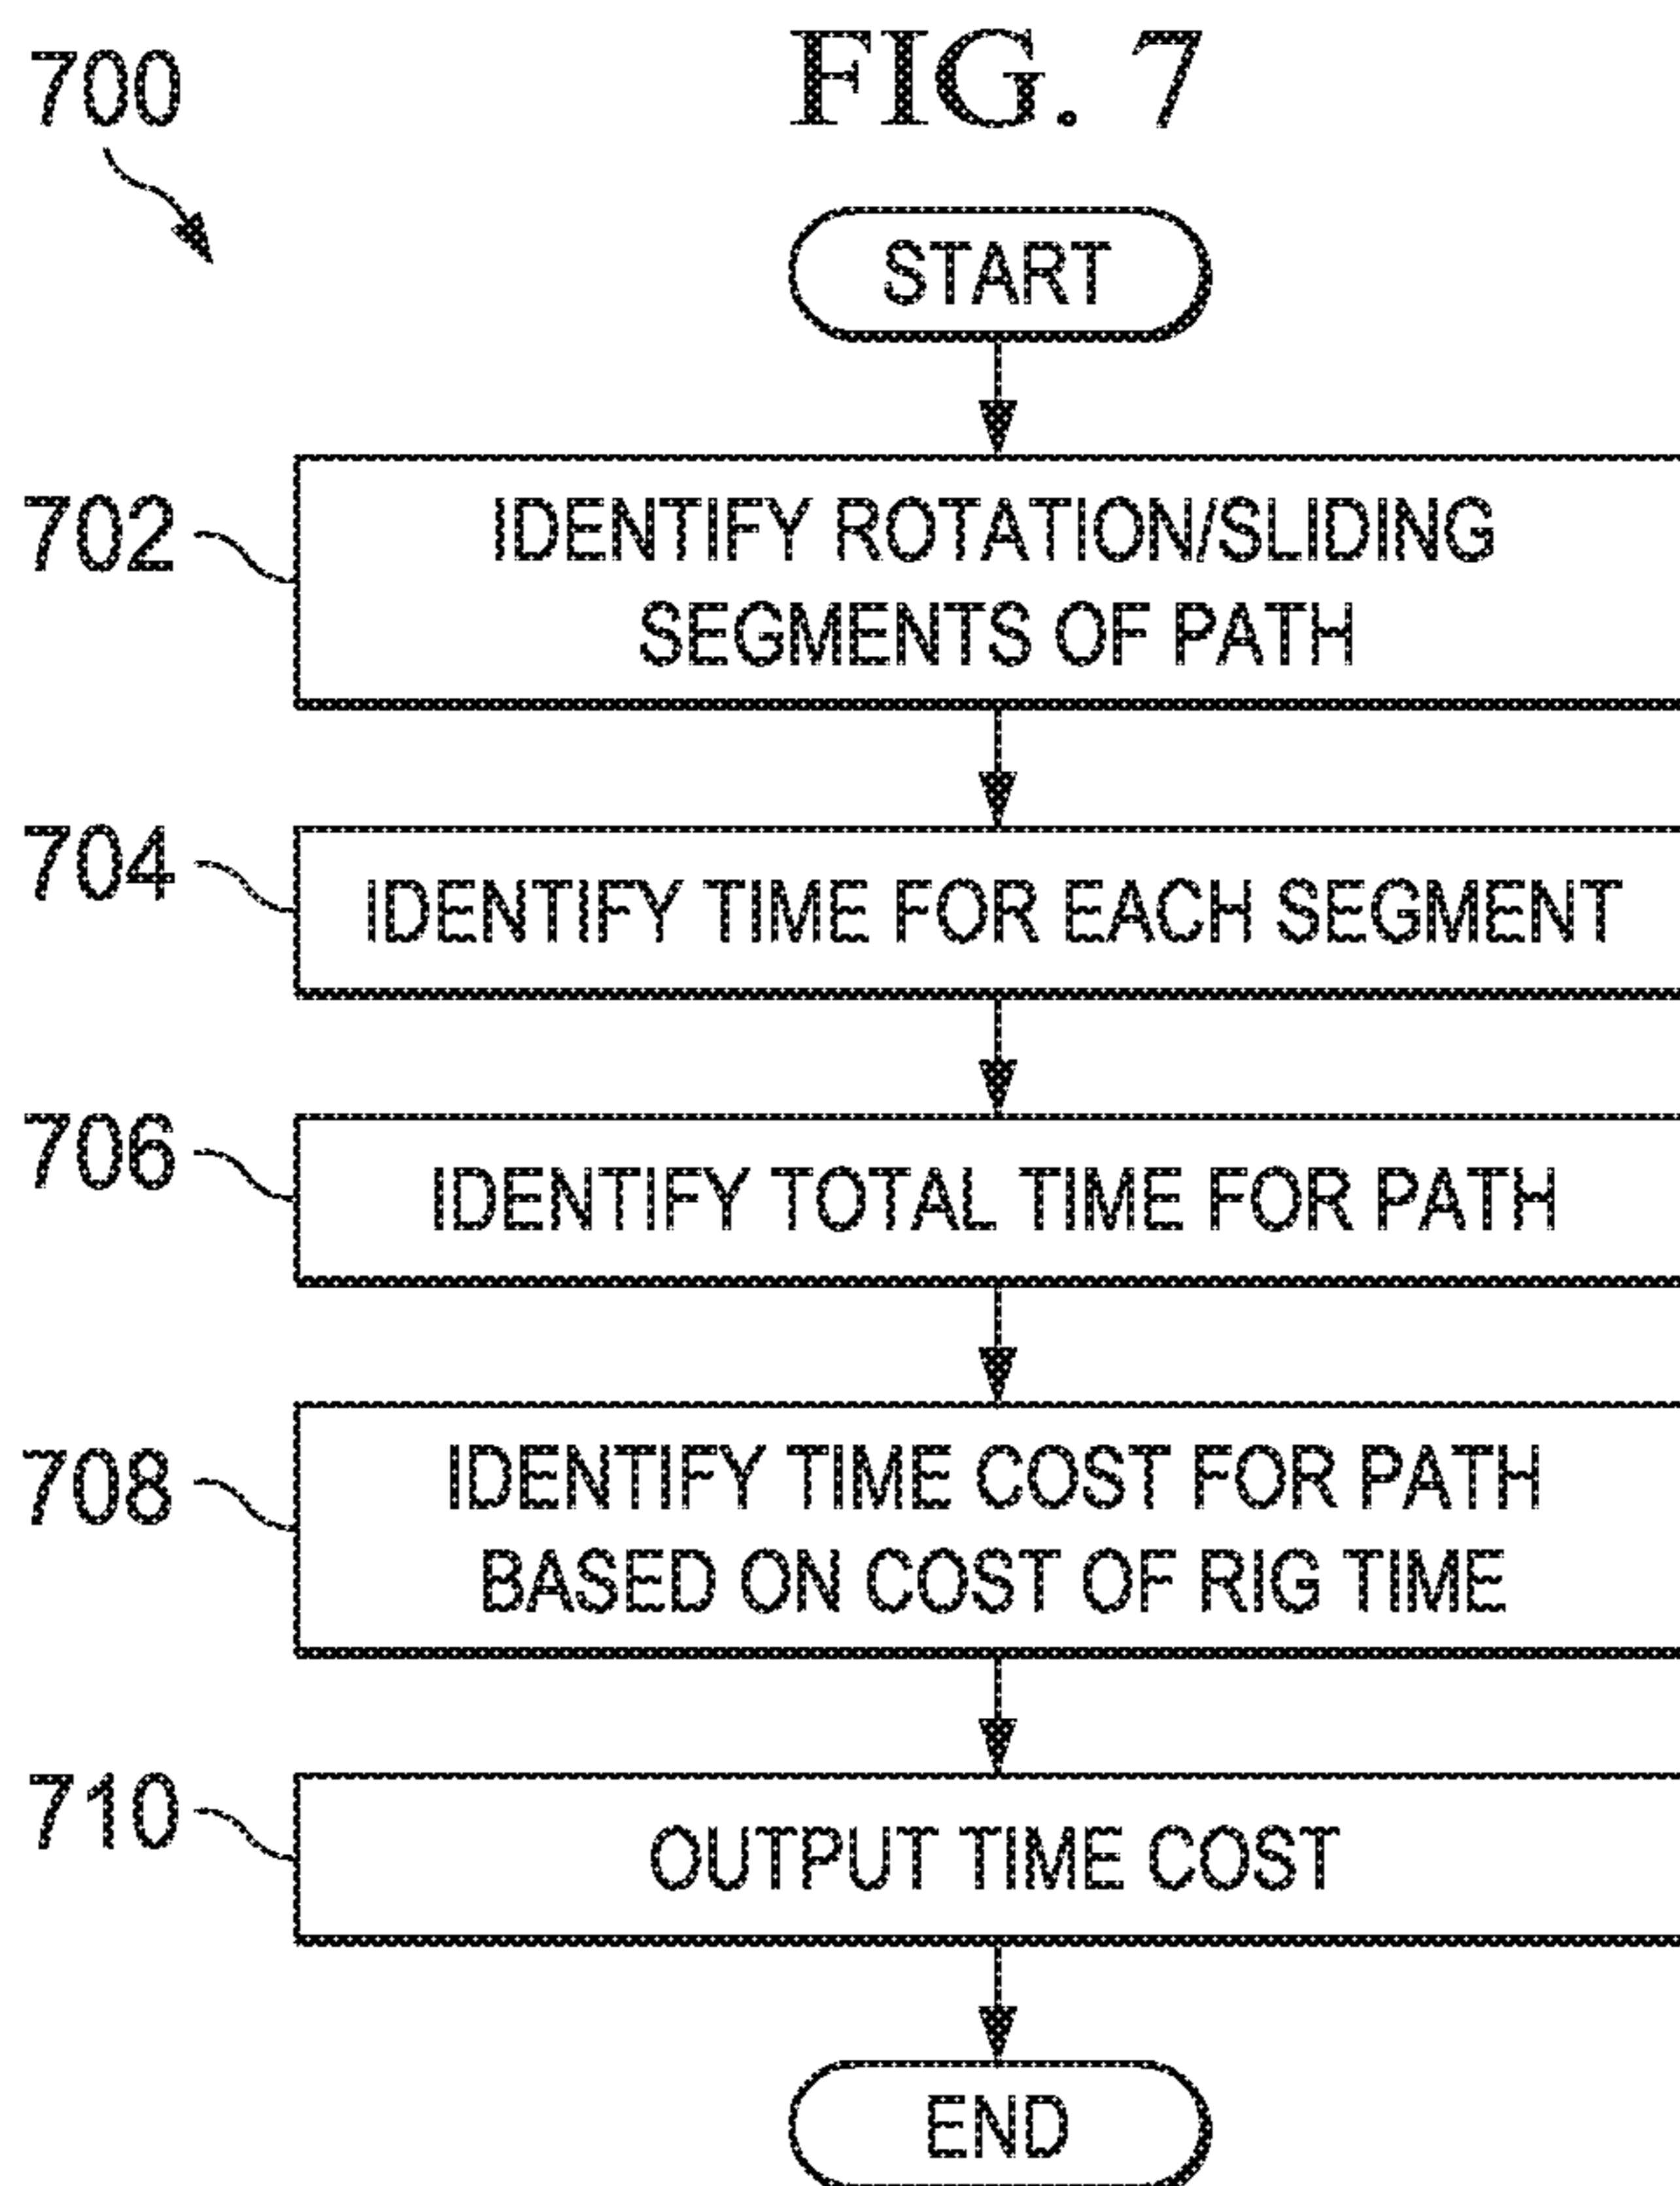 700
FIG. 7
START
702
IDENTIFY ROTATION/SLIDING
SEGMENTS OF PATH
704
IDENTIFY TIME FOR EACH SEGMENT
706
IDENTIFY TOTAL TIME FOR PATH
708
IDENTIFY TIME COST FOR PATH
BASED ON COST OF RIG TIME
710
OUTPUT TIME COST
END